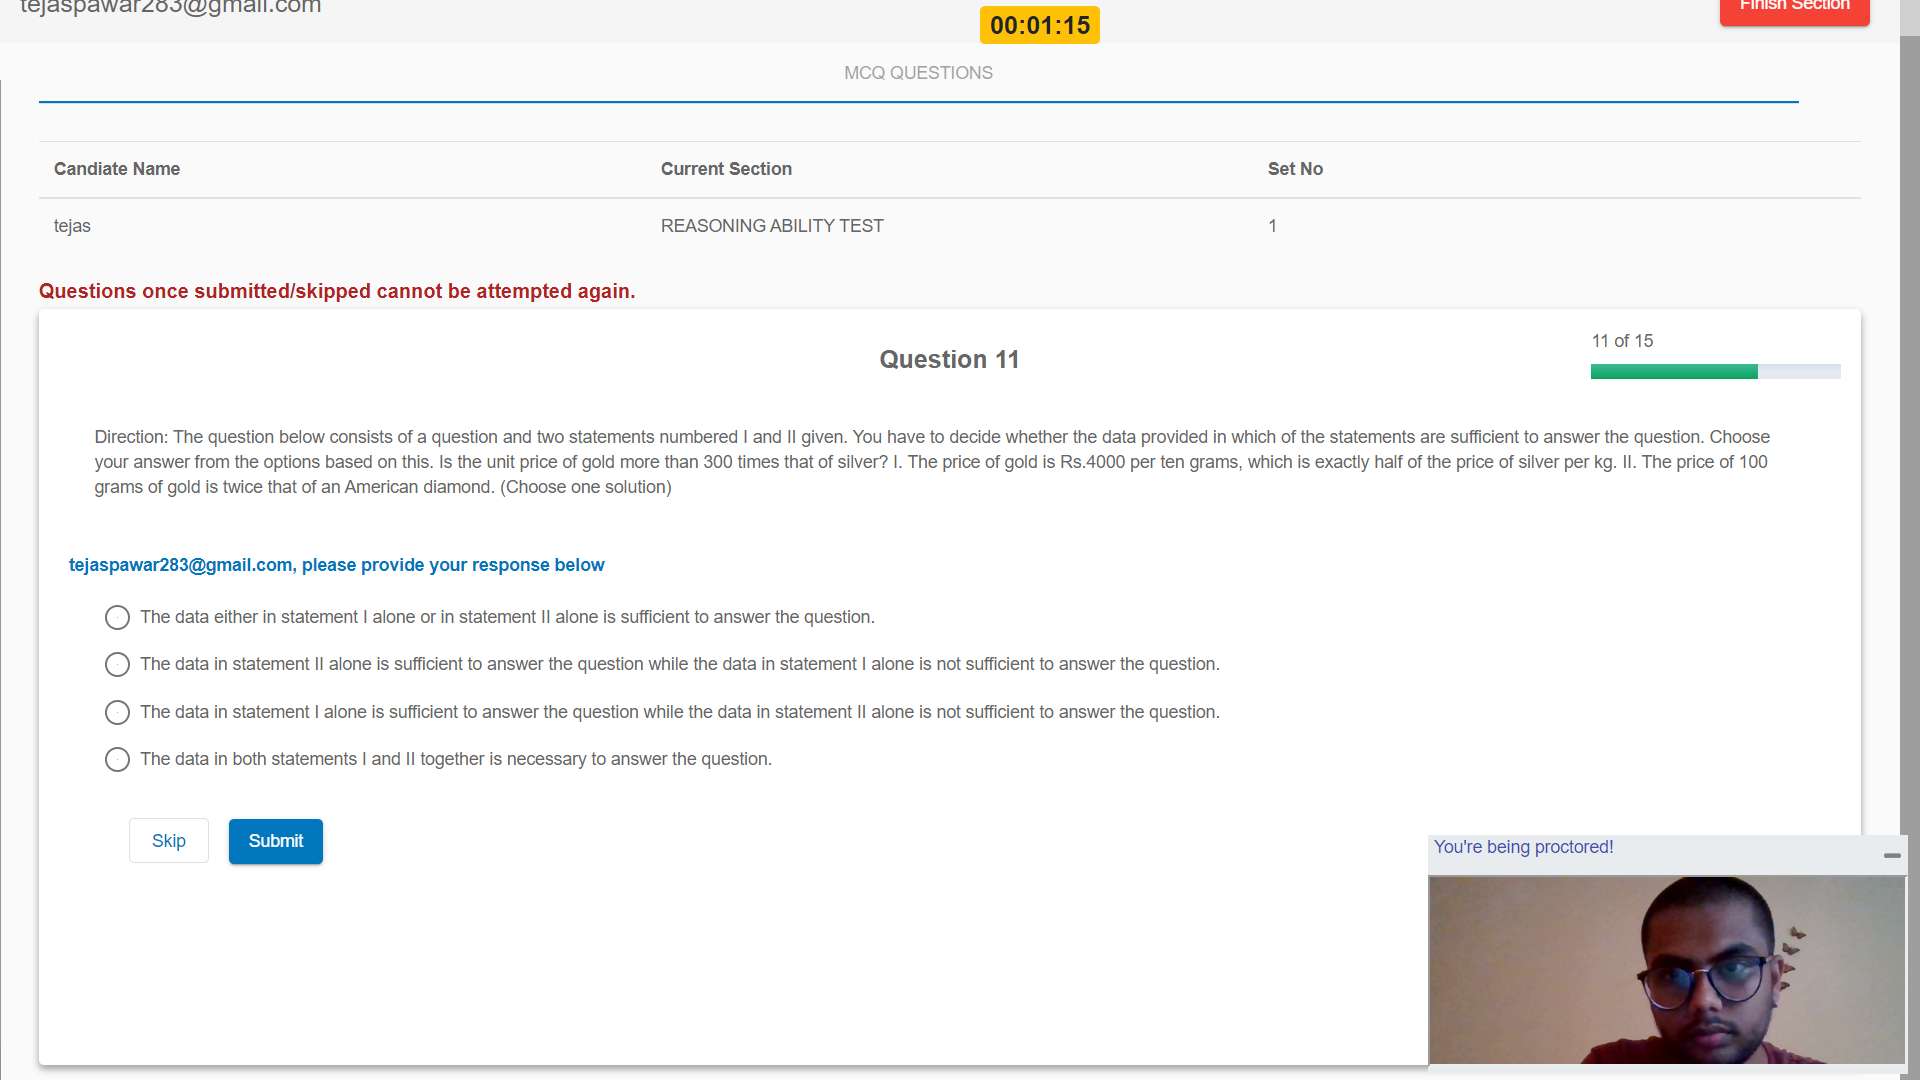 tejaspawar283@gmail.com
Finish Section
00:01:15
MCQ QUESTIONS
Candiate Name Current Section Set No
tejas REASONING ABILITY TEST 1
Questions once submitted/skipped cannot be attempted again.
11 of 15
Question 11
Direction: The question below consists of a question and two statements numbered I and II given. You have to decide whether the data provided in which of the statements are sufficient to answer the question. Choose
your answer from the options based on this. Is the unit price of gold more than 300 times that of silver? I. The price of gold is Rs.4000 per ten grams, which is exactly half of the price of silver per kg. II. The price of 100
grams of gold is twice that of an American diamond. (Choose one solution)
tejaspawar283@gmail.com, please provide your response below
The data either in statement I alone or in statement II alone is sufficient to answer the question.
The data in statement II alone is sufficient to answer the question while the data in statement I alone is not sufficient to answer the question.
The data in statement I alone is sufficient to answer the question while the data in statement II alone is not sufficient to answer the question.
The data in both statements I and II together is necessary to answer the question.
Skip Submit
You're being proctored!